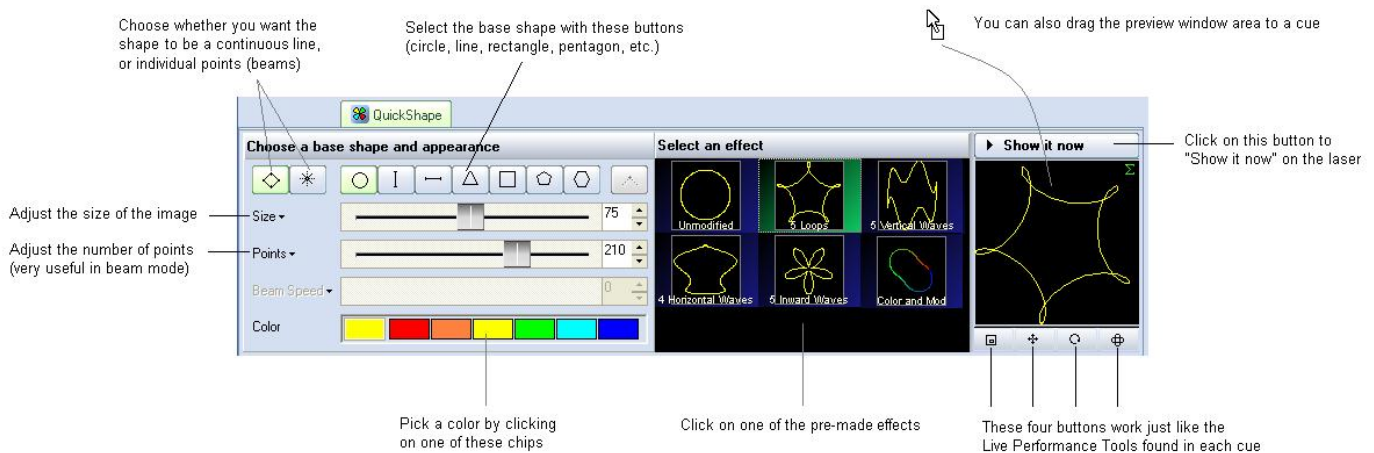 Choose whether you want the
shape to be a continuous line,
or individual points (beams)
Select the base shape with these buttons
(circle, line, rectangle, pentagon, etc.)
You can also drag the preview window area to a cue
QuickShape
Choose a base shape and appearance
Select an effect
Show it now
Click on this button to
"Show it now" on the laser
Adjust the size of the image
Size
75
Adjust the number of points
(very useful in beam mode)
Points
210
Beam Speed
0
Color
Unmodified
5 Loops
5 Vertical Waves
4 Horizontal Waves
5 Inward Waves
Color and Mod
Σ
Pick a color by clicking
on one of these chips
Click on one of the pre-made effects
These four buttons work just like the
Live Performance Tools found in each cue